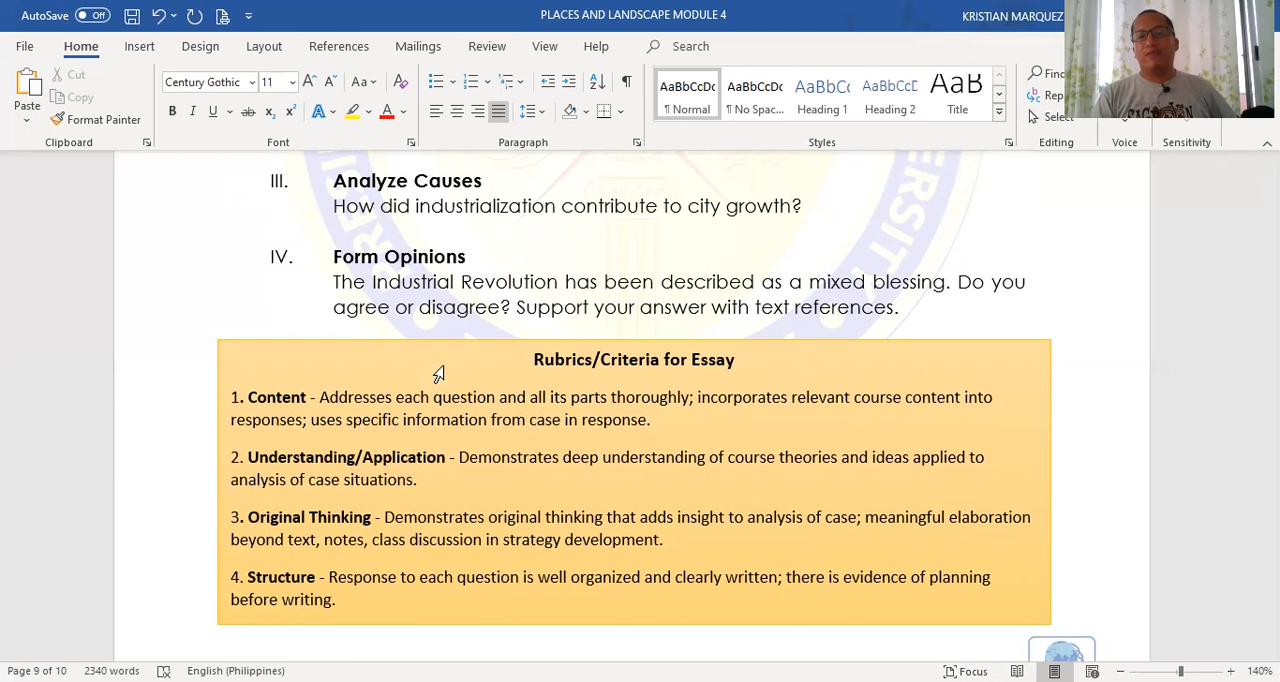 AutoSave Off PLACES AND LANDSCAPE MODULE 4 KRISTIAN MARQUEZ
File Home Insert Design Layout References Mailings Review View Help Search
Paste Cut Copy Format Painter
Century Gothic 11
AaBbCcDc AaBbCcDc AaBbCc AaBbCcD AaB
¶ Normal ¶ No Spac... Heading 1 Heading 2 Title
Find
Rep
Select
Clipboard Font Paragraph Styles Editing Voice Sensitivity
III. Analyze Causes
How did industrialization contribute to city growth?
IV. Form Opinions
The Industrial Revolution has been described as a mixed blessing. Do you
agree or disagree? Support your answer with text references.
Rubrics/Criteria for Essay
1. Content - Addresses each question and all its parts thoroughly; incorporates relevant course content into
responses; uses specific information from case in response.
2. Understanding/Application - Demonstrates deep understanding of course theories and ideas applied to
analysis of case situations.
3. Original Thinking - Demonstrates original thinking that adds insight to analysis of case; meaningful elaboration
beyond text, notes, class discussion in strategy development.
4. Structure - Response to each question is well organized and clearly written; there is evidence of planning
before writing.
Page 9 of 10 2340 words English (Philippines) Focus 140%